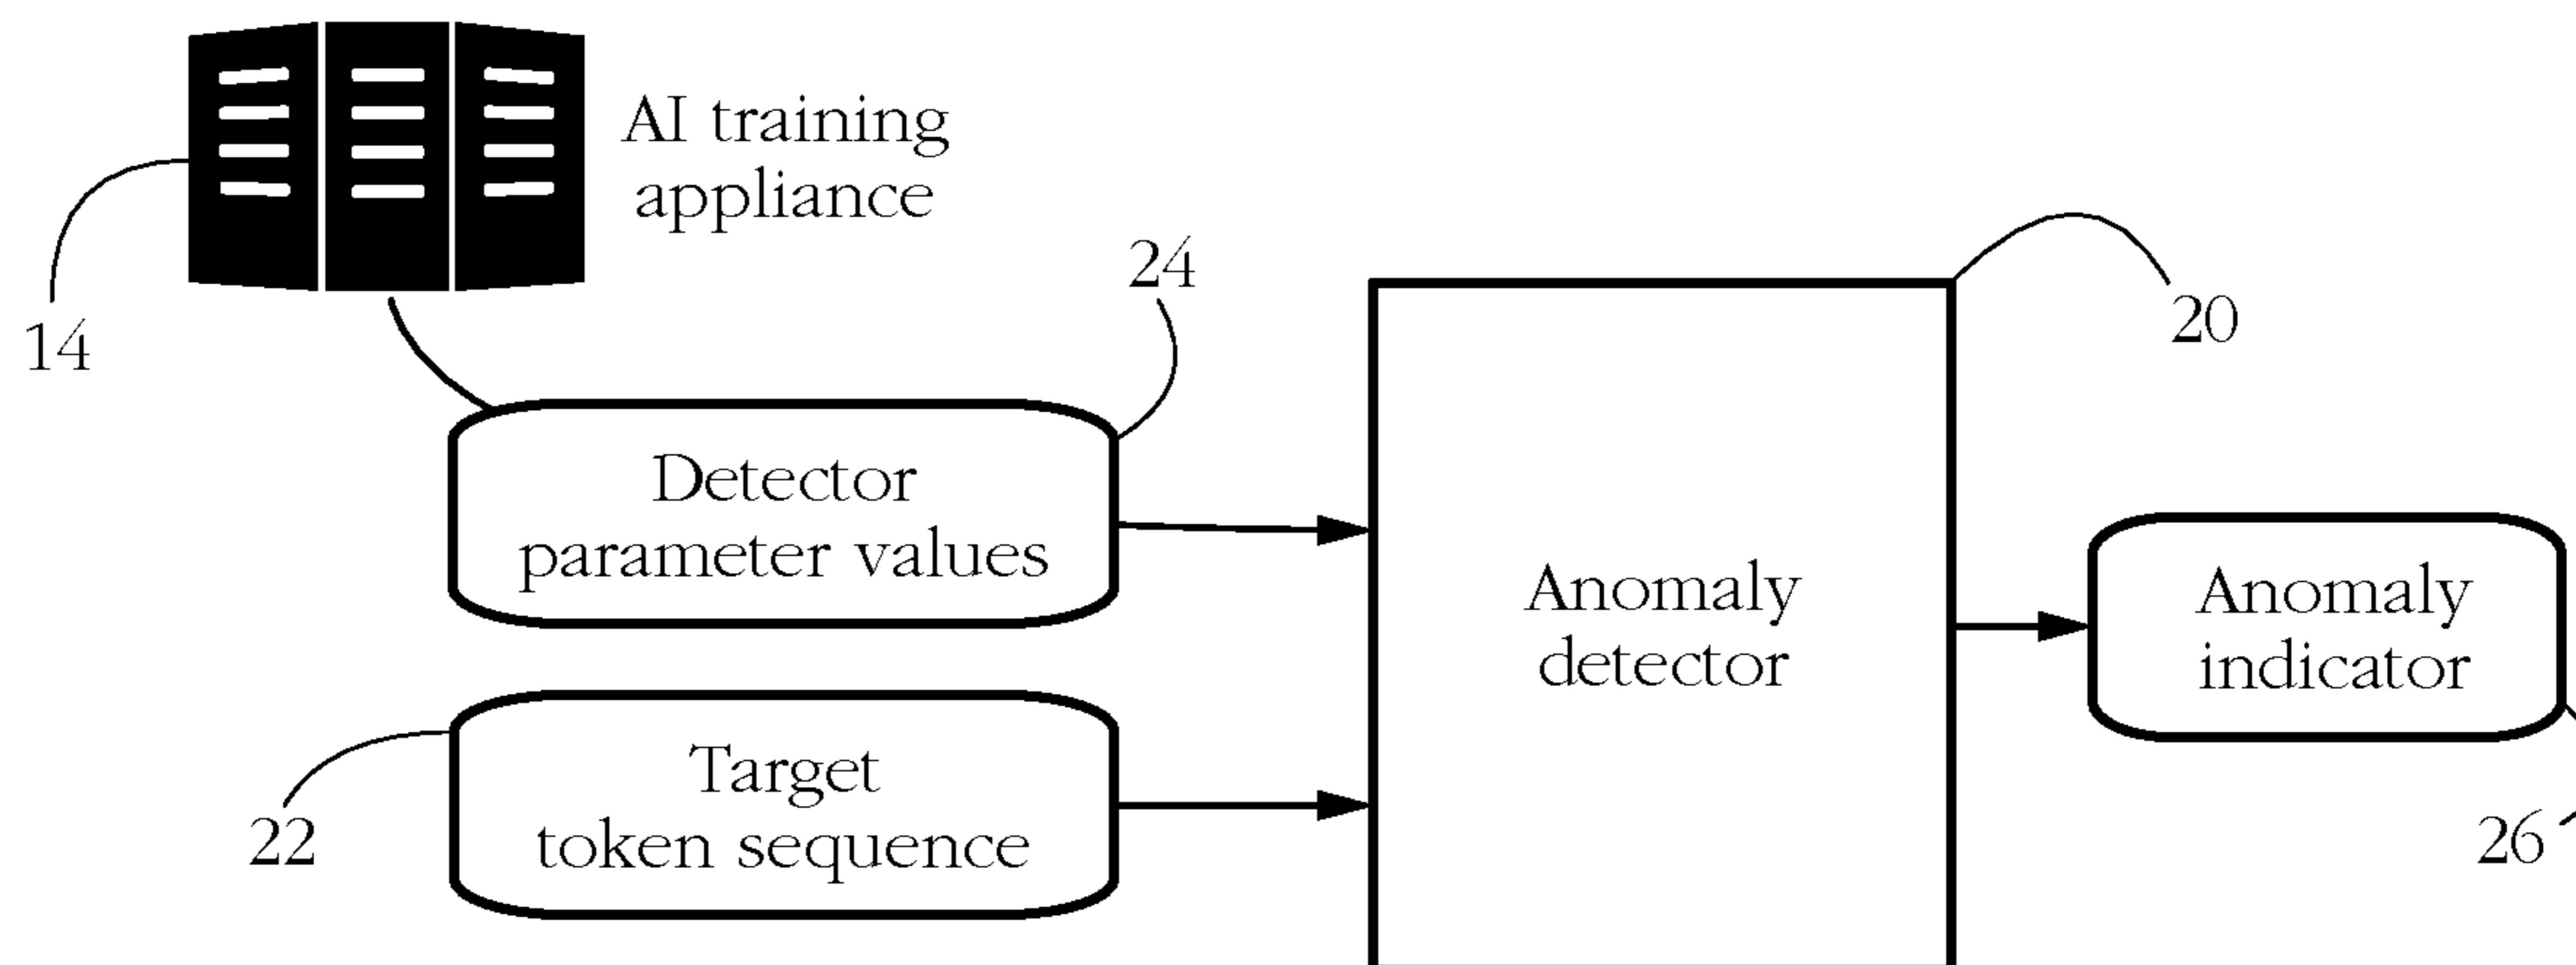 AI training
appliance
14
24
20
Detector
parameter values
Anomaly
detector
Anomaly
indicator
Target
token sequence
22
26